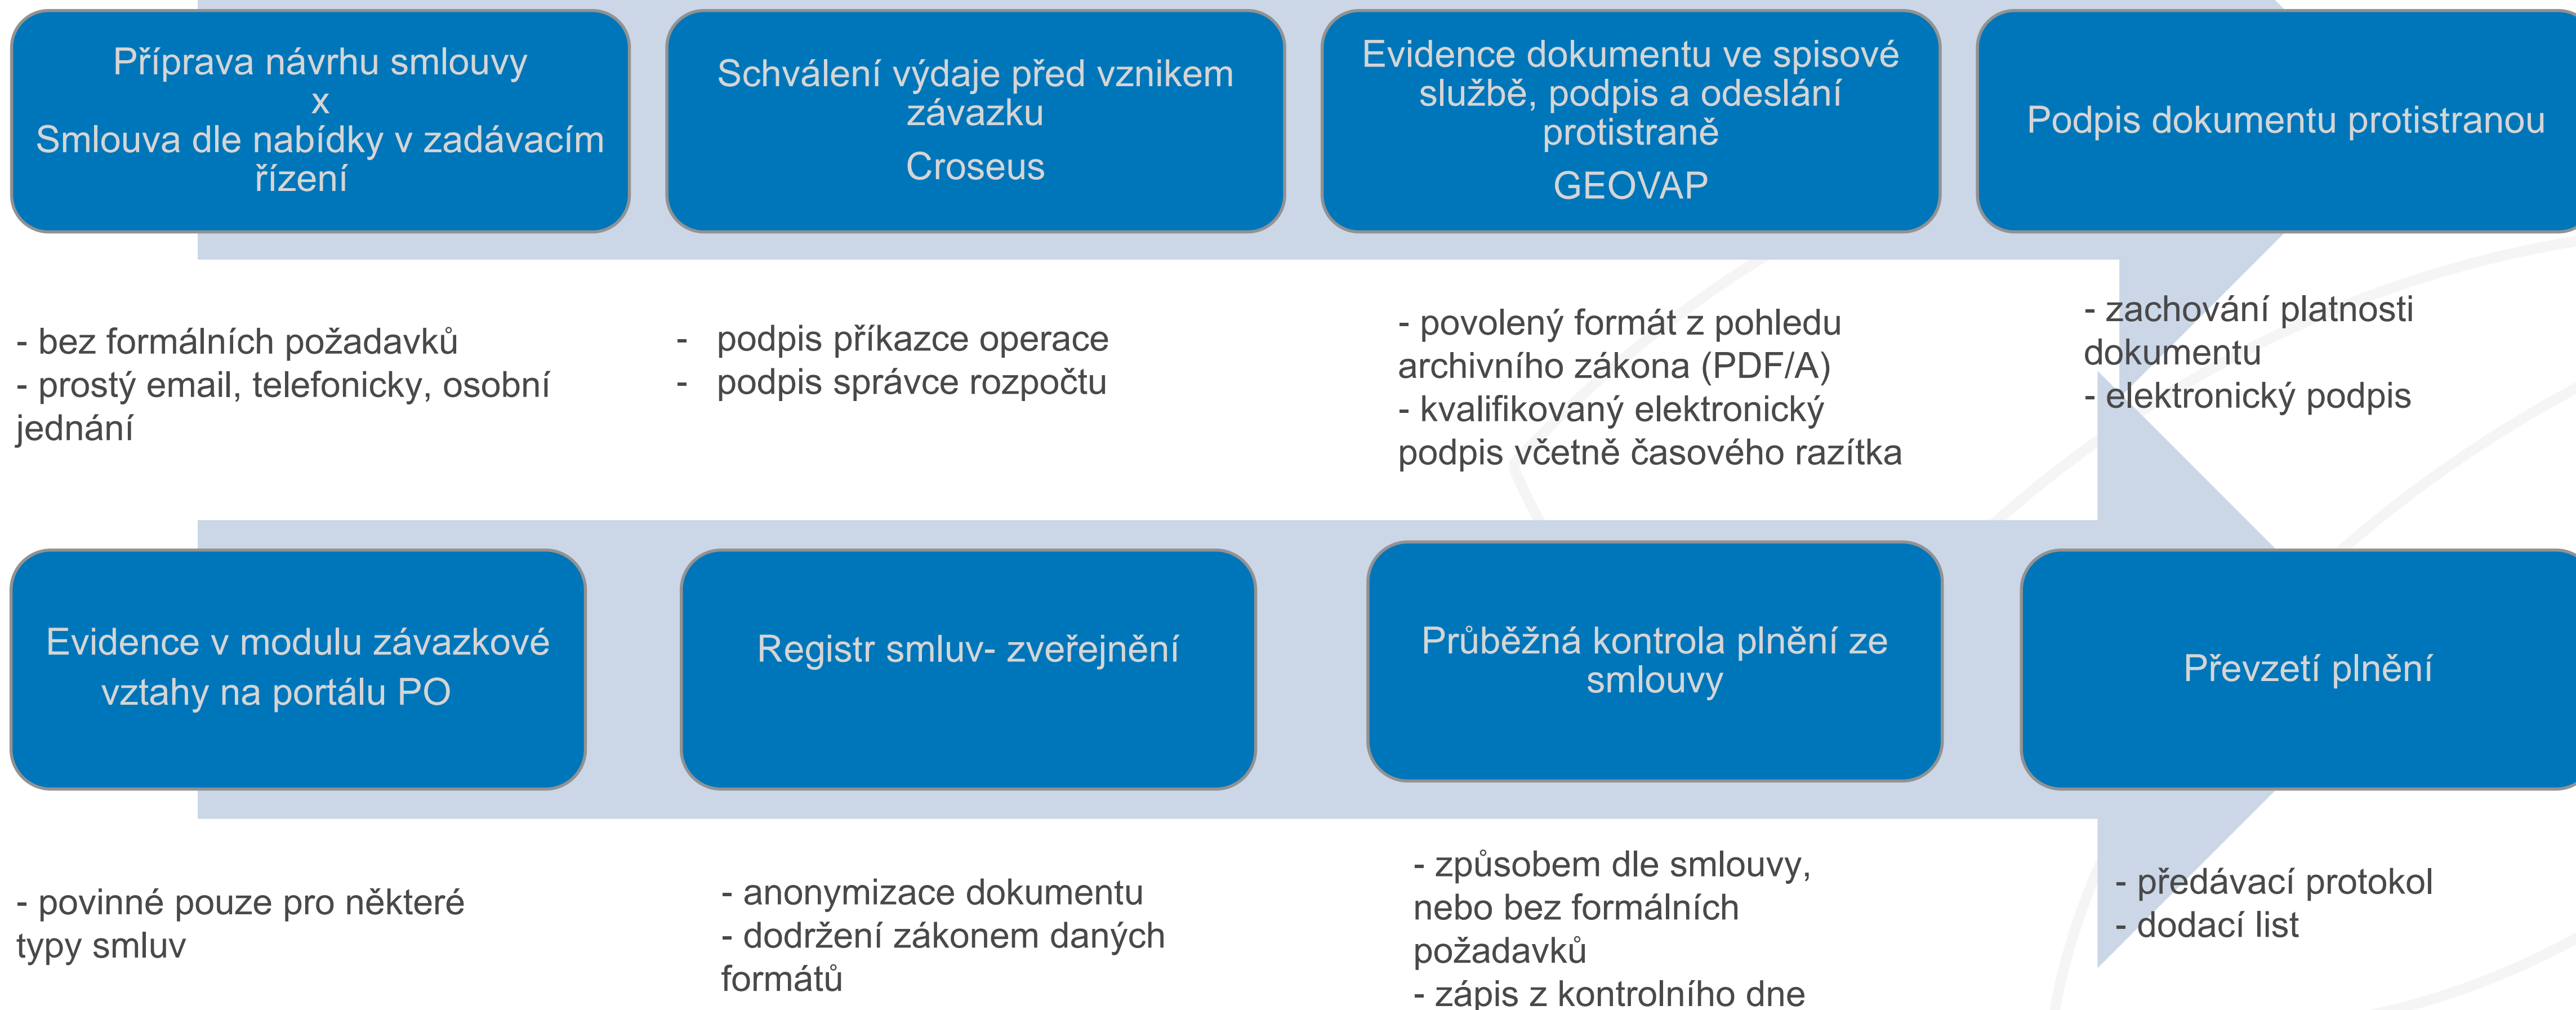 Příprava návrhu smlouvy
x
Smlouva dle nabídky v zadávacím
řízení
Schválení výdaje před vznikem
závazku
Croseus
Evidence dokumentu ve spisové
službě, podpis a odeslání
protistraně
GEOVAP
Podpis dokumentu protistranou
- bez formálních požadavků
- prostý email, telefonicky, osobní
jednání
- podpis příkazce operace
- podpis správce rozpočtu
- povolený formát z pohledu
archivního zákona (PDF/A)
- kvalifikovaný elektronický
podpis včetně časového razítka
- zachování platnosti
dokumentu
- elektronický podpis
Evidence v modulu závazkové
vztahy na portálu PO
Registr smluv- zveřejnění
Průběžná kontrola plnění ze
smlouvy
Převzetí plnění
- povinné pouze pro některé
typy smluv
- anonymizace dokumentu
- dodržení zákonem daných
formátů
- způsobem dle smlouvy,
nebo bez formálních
požadavků
- zápis z kontrolního dne
- předávací protokol
- dodací list